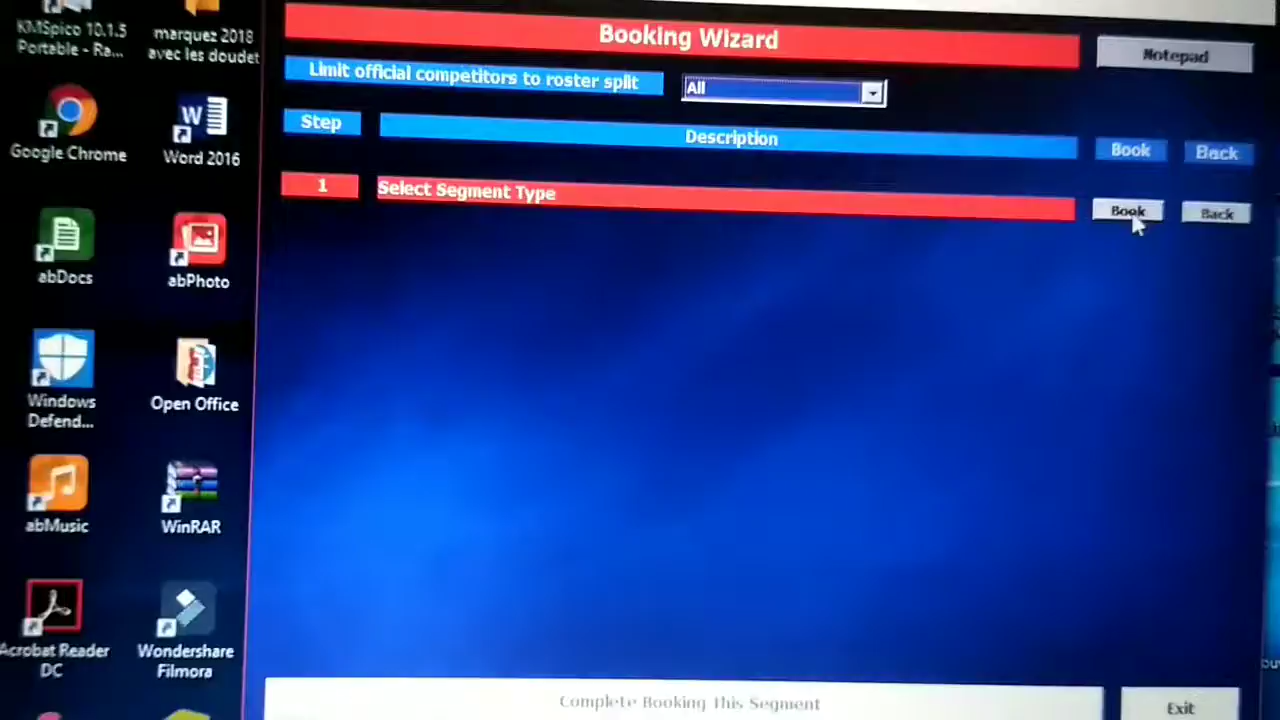 KMSpico 10.1.5
Portable - Ra...
marquez 2018
avec les doudet
Google Chrome
Word 2016
abDocs
abPhoto
Windows
Defend...
Open Office
abMusic
WinRAR
Acrobat Reader
DC
Wondershare
Filmora
Booking Wizard
Notepad
Limit official competitors to roster split
All
Step
Description
Book
Back
1
Select Segment Type
Book
Back
Complete Booking This Segment
Exit